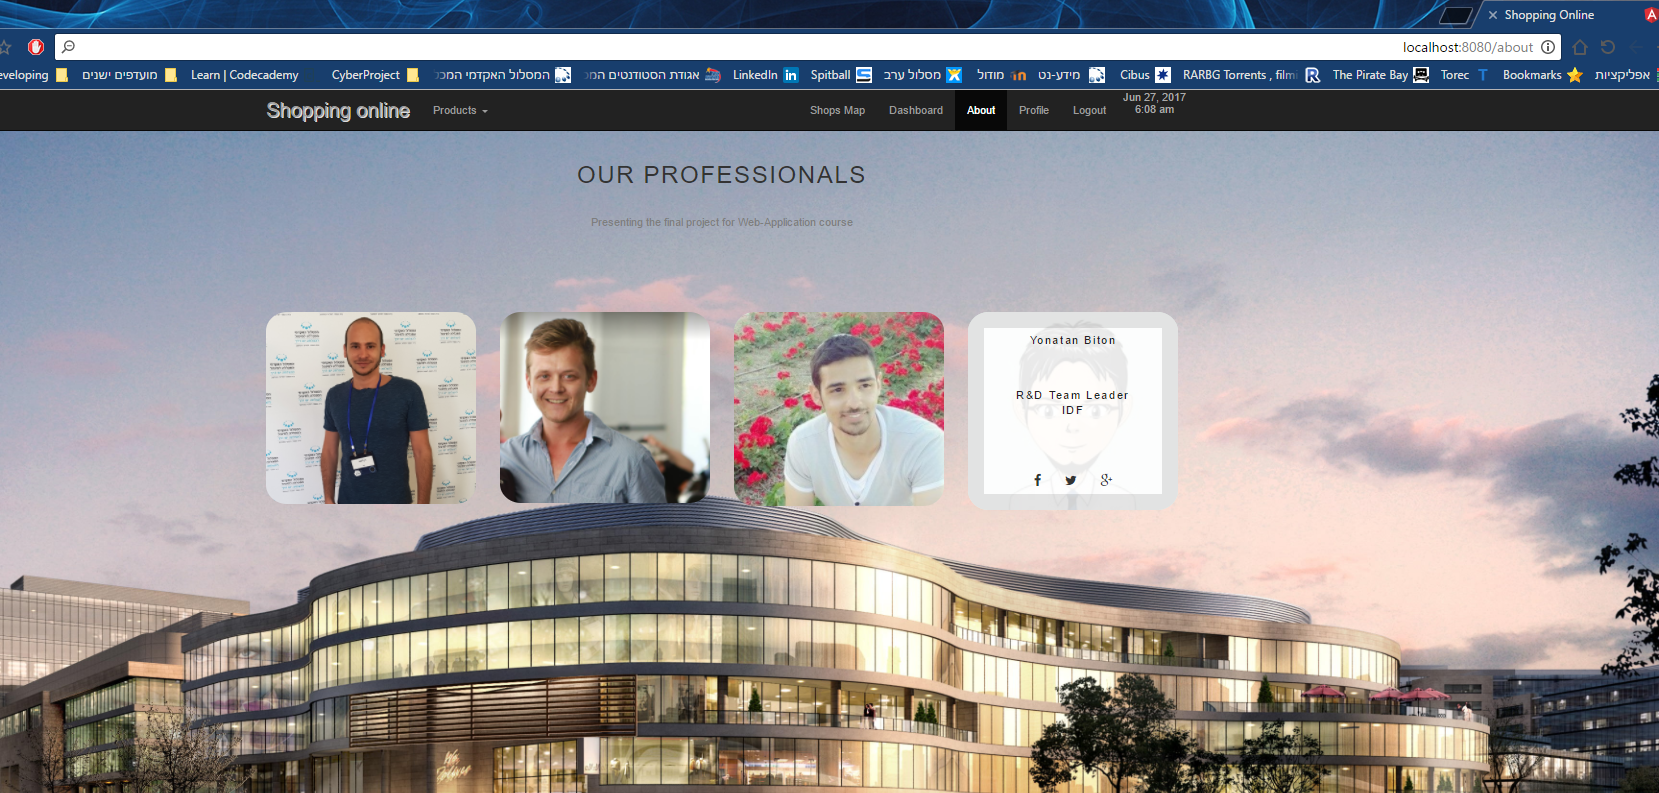 Shopping Online
localhost:8080/about
eveloping
מועדפים ישנים
Learn | Codecademy
CyberProject
המסלול האקדמי המכל
אגודת הסטודנטים המכ
LinkedIn
Spitball
מסלול ערב
מודול
מידע-נט
Cibus
RARBG Torrents , filmi
The Pirate Bay
Torec
Bookmarks
אפליקציות
Shopping online
Products
Shops Map
Dashboard
About
Profile
Logout
Jun 27, 2017
6:08 am
OUR PROFESSIONALS
Presenting the final project for Web-Application course
Yonatan Biton
R&D Team Leader
IDF